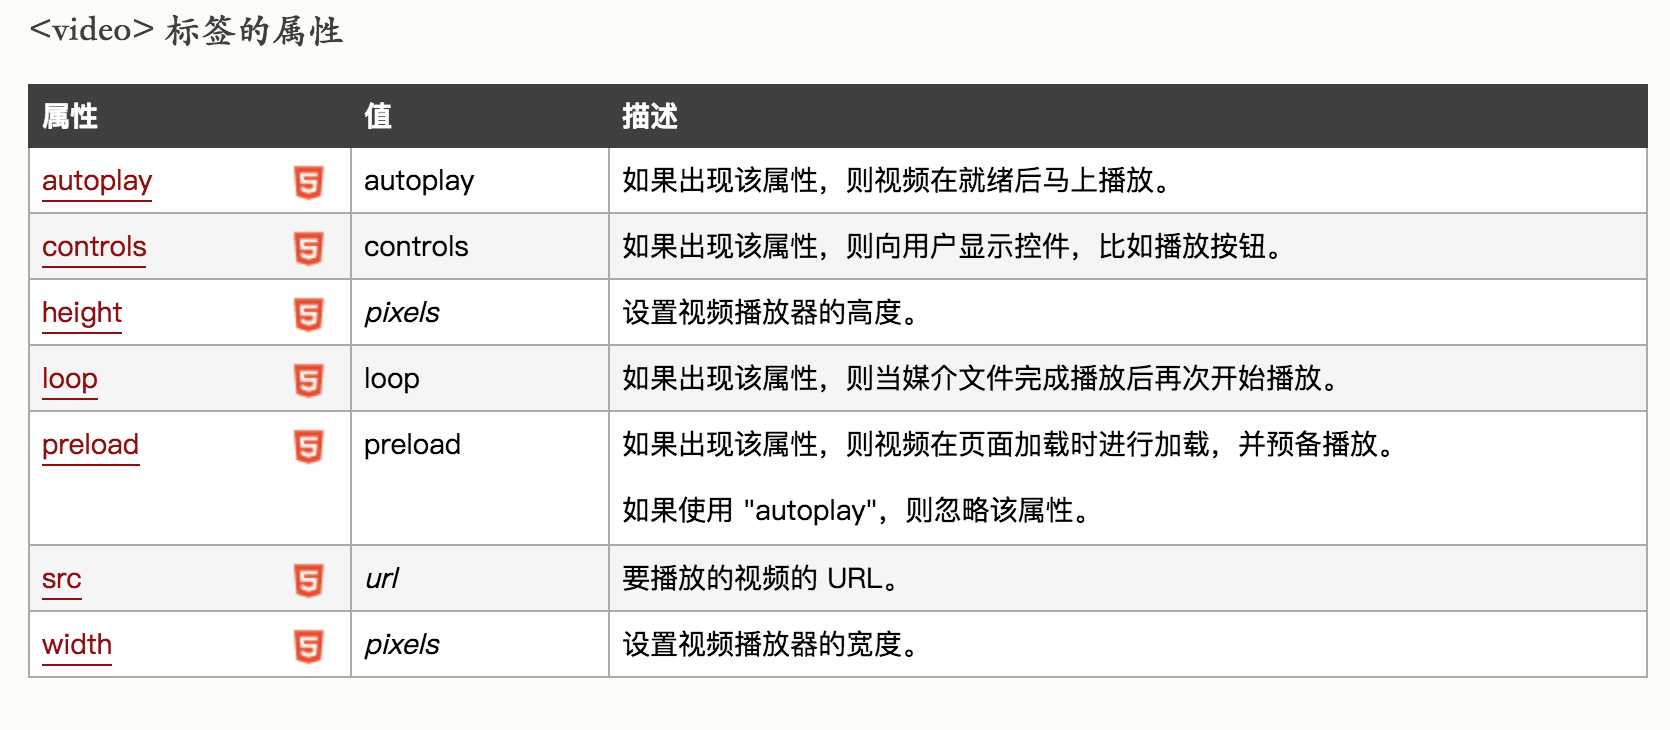 <video> 标签的属性
属性 值 描述
autoplay 5 autoplay 如果出现该属性，则视频在就绪后马上播放。
controls 5 controls 如果出现该属性，则向用户显示控件，比如播放按钮。
height 5 pixels 设置视频播放器的高度。
loop 5 loop 如果出现该属性，则当媒介文件完成播放后再次开始播放。
preload 5 preload 如果出现该属性，则视频在页面加载时进行加载，并预备播放。
如果使用 "autoplay"，则忽略该属性。
src 5 url 要播放的视频的 URL。
width 5 pixels 设置视频播放器的宽度。